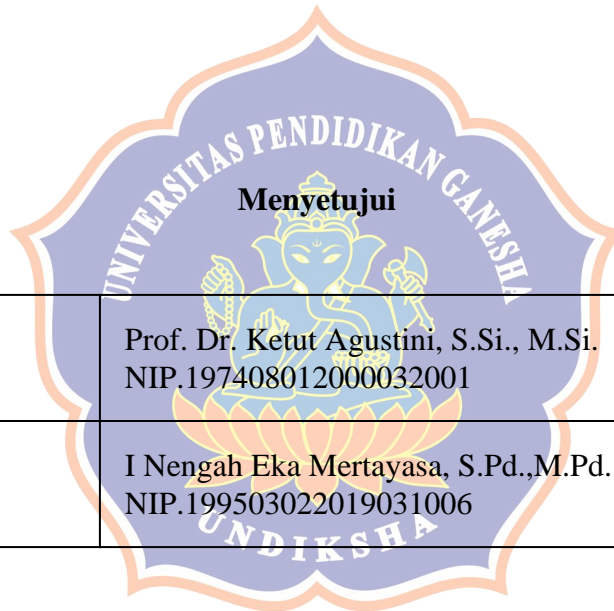 UNIVERSITAS PENDIDIKAN GANESHA
Menyetujui
Prof. Dr. Ketut Agustini, S.Si., M.Si.
NIP.197408012000032001
I Nengah Eka Mertayasa, S.Pd.,M.Pd.
NIP.199503022019031006
UNDIKSHA